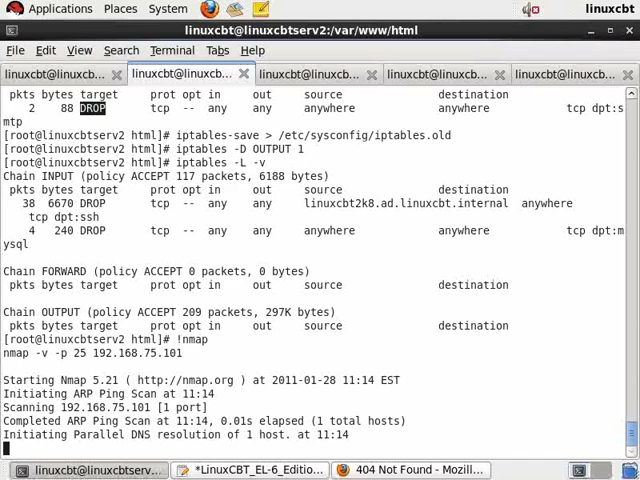 Applications Places System linuxcbt
linuxcbt@linuxcbtserv2:/var/www/html
File Edit View Search Terminal Tabs Help
linuxcbt@linuxcb... linuxcbt@linuxcb... linuxcbt@linuxcb... linuxcbt@linuxcb... linuxcbt@linuxcb...
pkts bytes target prot opt in out source destination
2 88 DROP tcp -- any any anywhere anywhere tcp dpt:s
mtp
[root@linuxcbtserv2 html]# iptables-save > /etc/sysconfig/iptables.old
[root@linuxcbtserv2 html]# iptables -D OUTPUT 1
[root@linuxcbtserv2 html]# iptables -L -v
Chain INPUT (policy ACCEPT 117 packets, 6188 bytes)
pkts bytes target prot opt in out source destination
38 6670 DROP tcp -- any any linuxcbt2k8.ad.linuxcbt.internal anywhere
tcp dpt:ssh
4 240 DROP tcp -- any any anywhere anywhere tcp dpt:m
ysql
Chain FORWARD (policy ACCEPT 0 packets, 0 bytes)
pkts bytes target prot opt in out source destination
Chain OUTPUT (policy ACCEPT 209 packets, 297K bytes)
pkts bytes target prot opt in out source destination
[root@linuxcbtserv2 html]# !nmap
nmap -v -p 25 192.168.75.101
Starting Nmap 5.21 ( http://nmap.org ) at 2011-01-28 11:14 EST
Initiating ARP Ping Scan at 11:14
Scanning 192.168.75.101 [1 port]
Completed ARP Ping Scan at 11:14, 0.01s elapsed (1 total hosts)
Initiating Parallel DNS resolution of 1 host. at 11:14
linuxcbt@linuxcbtserv... *LinuxCBT_EL-6_Editio... 404 Not Found - Mozill...